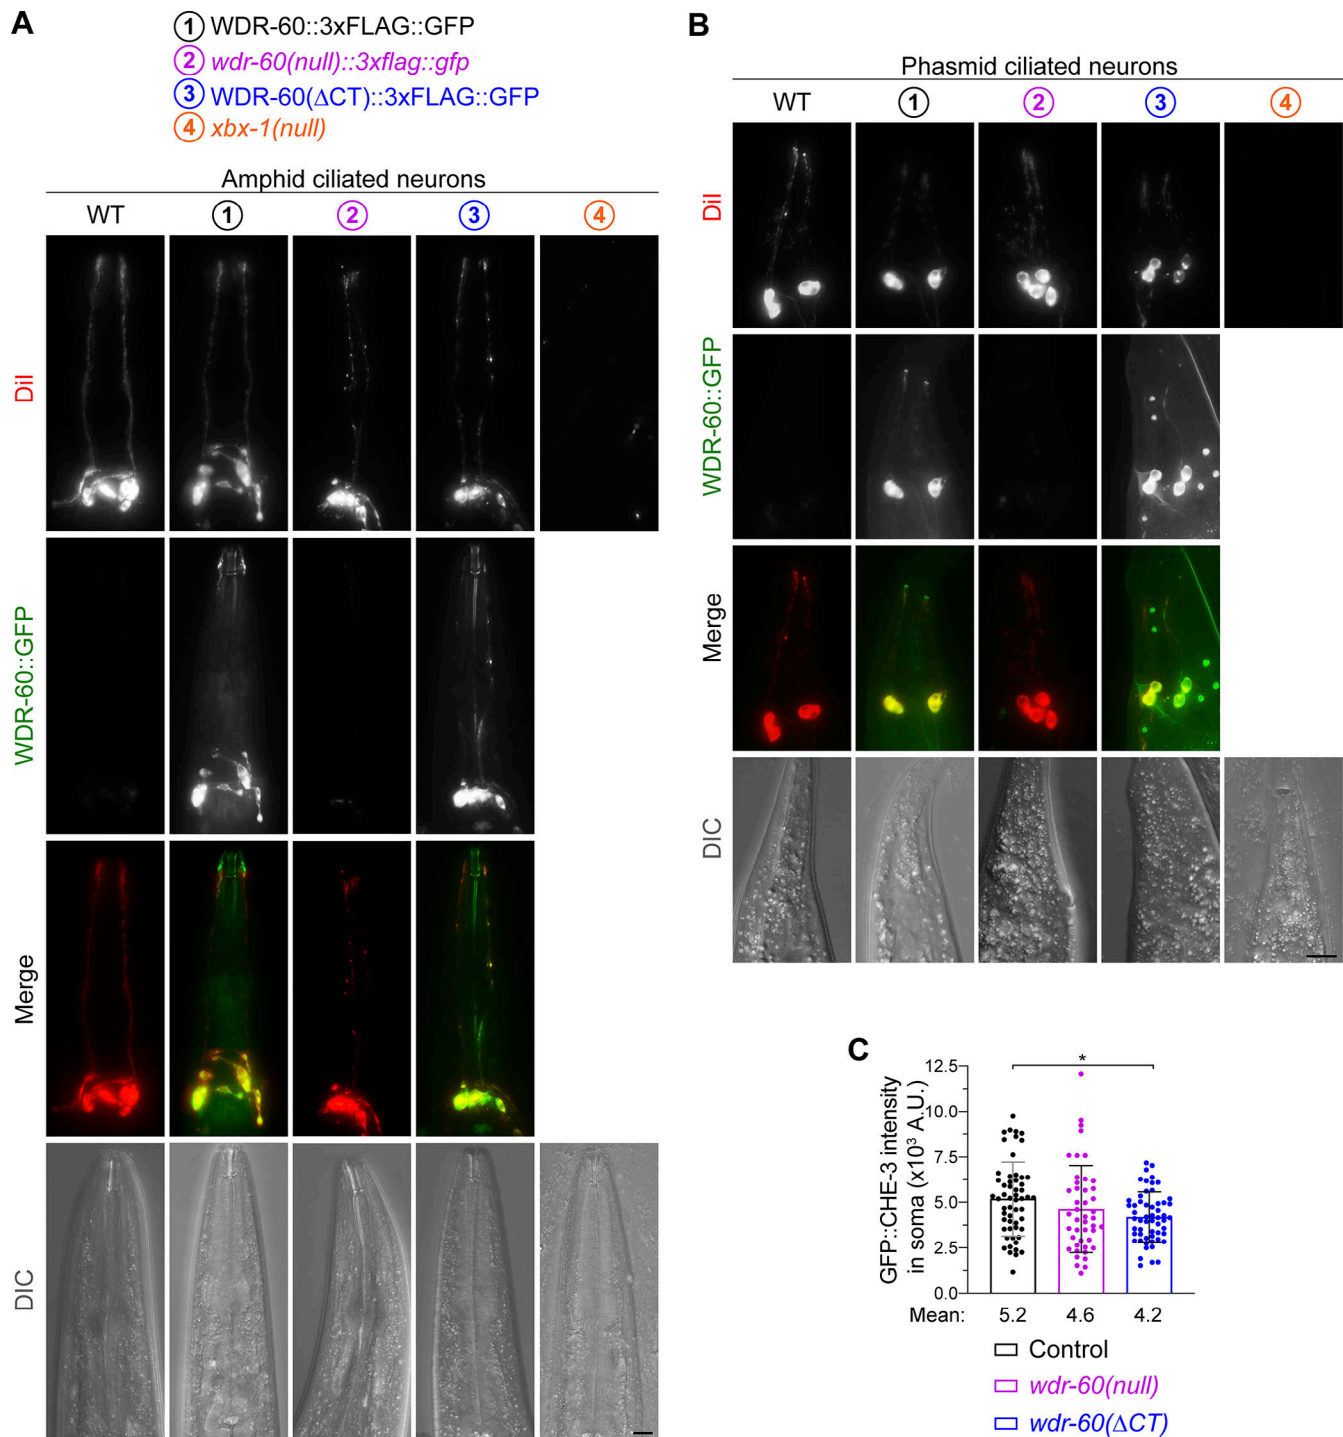 A
1 WDR-60::3xFLAG::GFP
2 wdr-60(null)::3xflag::gfp
3 WDR-60(ΔCT)::3xFLAG::GFP
4 xbx-1(null)
Amphid ciliated neurons
WT 1 2 3 4
DiI
WDR-60::GFP
Merge
DIC
B
Phasmid ciliated neurons
WT 1 2 3 4
DiI
WDR-60::GFP
Merge
DIC
C
GFP::CHE-3 intensity
in soma (x10³ A.U.)
*
12.5
10.0
7.5
5.0
2.5
0.0
Mean: 5.2 4.6 4.2
Control
wdr-60(null)
wdr-60(ΔCT)